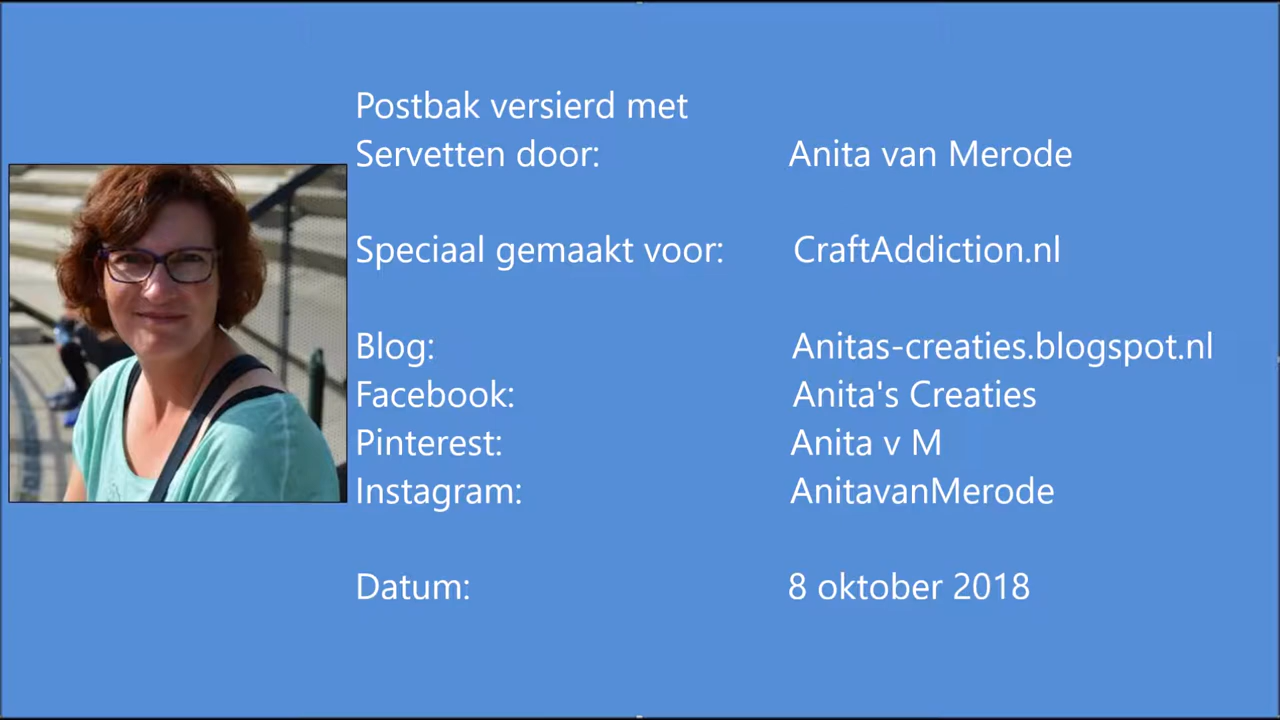 Postbak versierd met
Servetten door: Anita van Merode
Speciaal gemaakt voor: CraftAddiction.nl
Blog: Anitas-creaties.blogspot.nl
Facebook: Anita's Creaties
Pinterest: Anita v M
Instagram: AnitavanMerode
Datum: 8 oktober 2018